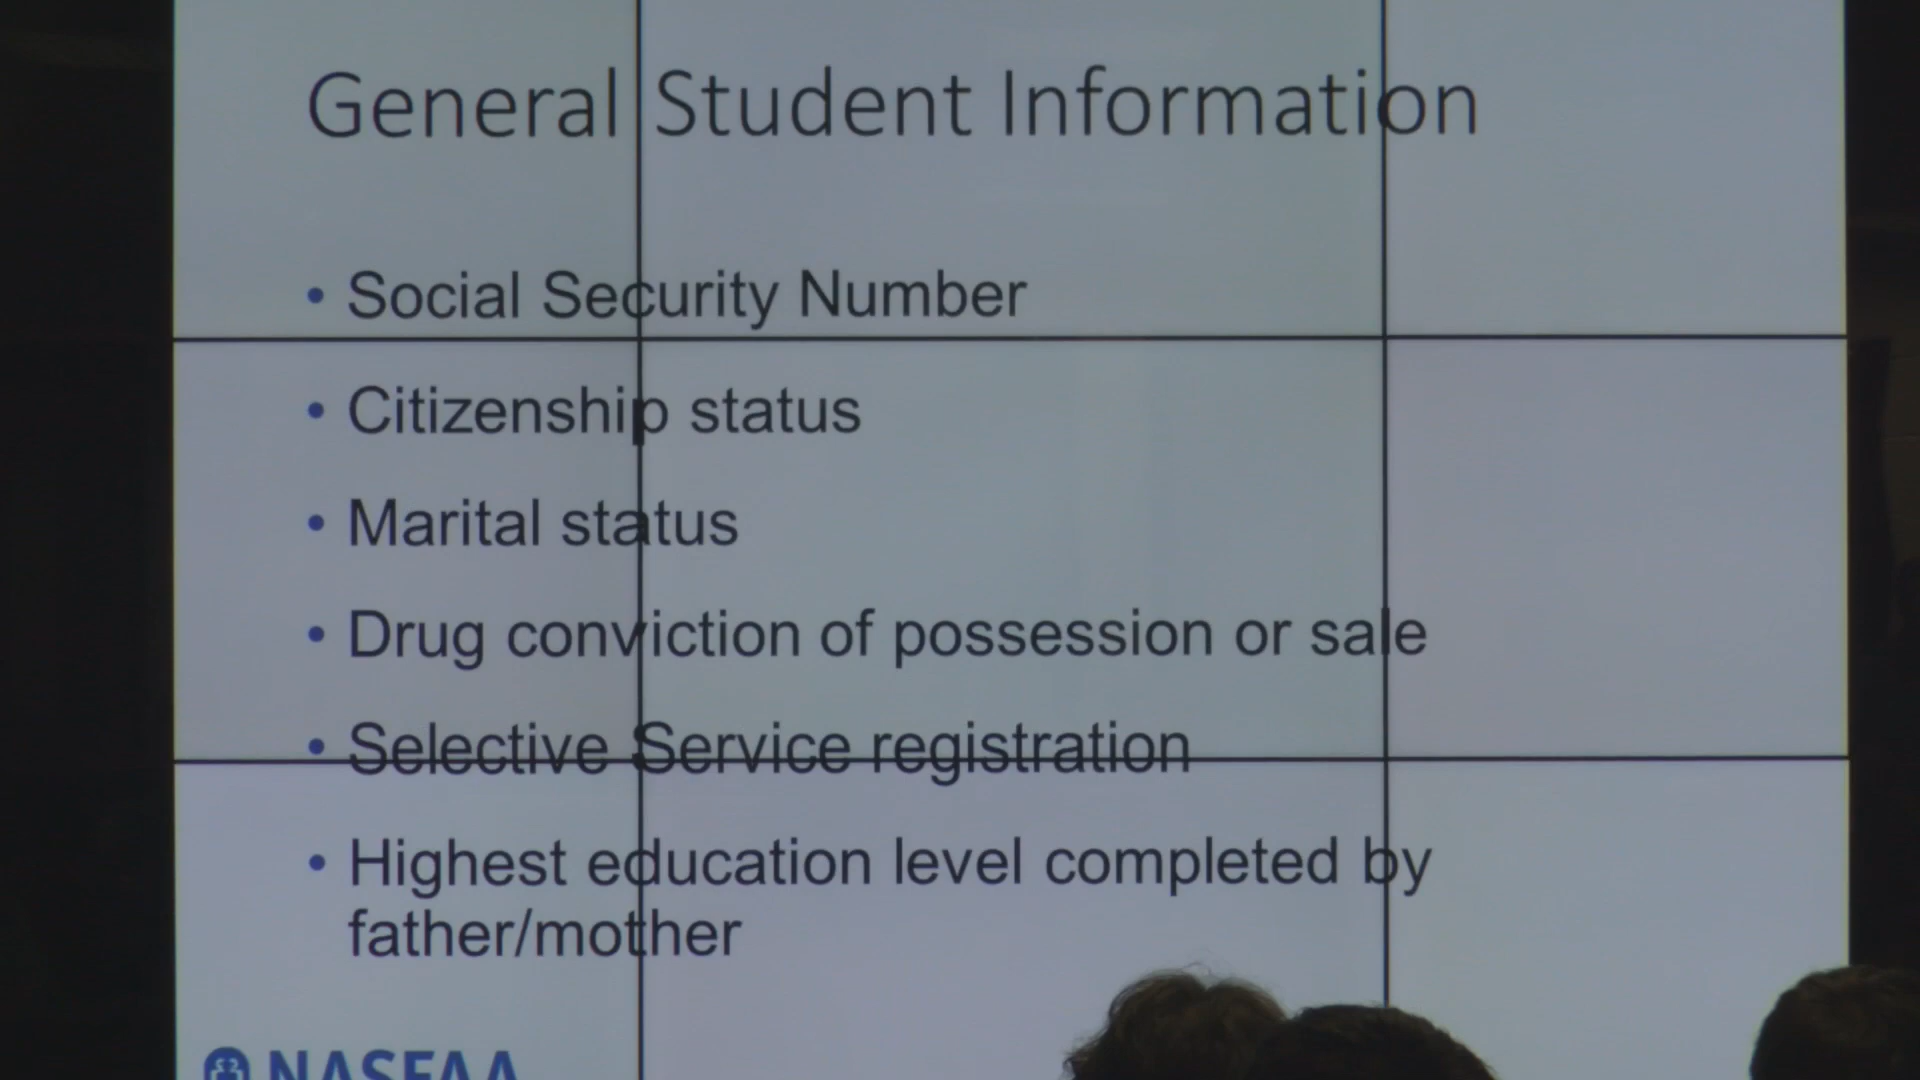 General Student Information
• Social Security Number
• Citizenship status
• Marital status
• Drug conviction of possession or sale
• Selective Service registration
• Highest education level completed by
father/mother
NASFAA